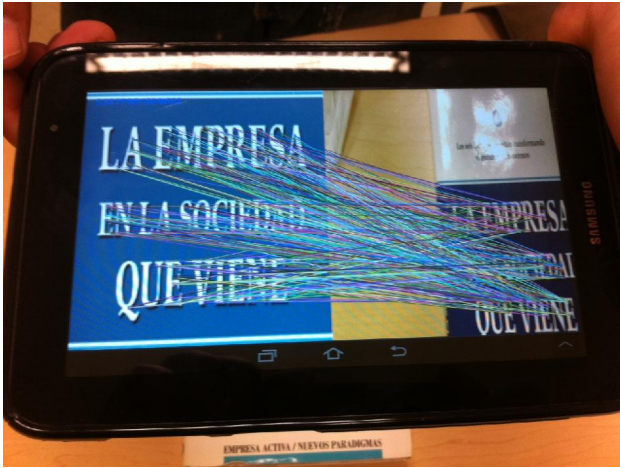 LA EMPRESA
EN LA SOCIEDAD
QUE VIENE
LA EMPRESA
QUE VIENE
SAMSUNG
EMPRESA ACTIVA / NUEVOS PARADIGMAS